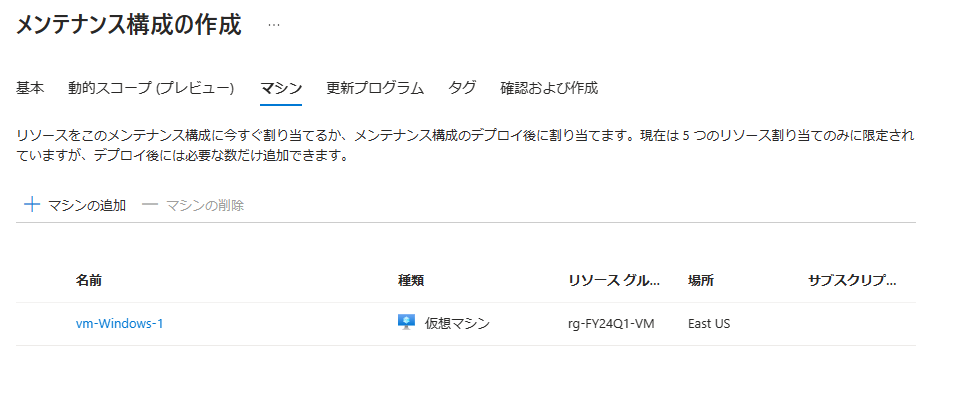 メンテナンス構成の作成 …
基本 動的スコープ (プレビュー) マシン 更新プログラム タグ 確認および作成
リソースをこのメンテナンス構成に今すぐ割り当てるか、メンテナンス構成のデプロイ後に割り当てます。現在は 5 つのリソース割り当てのみに限定され
ていますが、デプロイ後には必要な数だけ追加できます。
マシンの追加 マシンの削除
名前 種類 リソース グル... 場所 サブスクリプ...
vm-Windows-1 仮想マシン rg-FY24Q1-VM East US